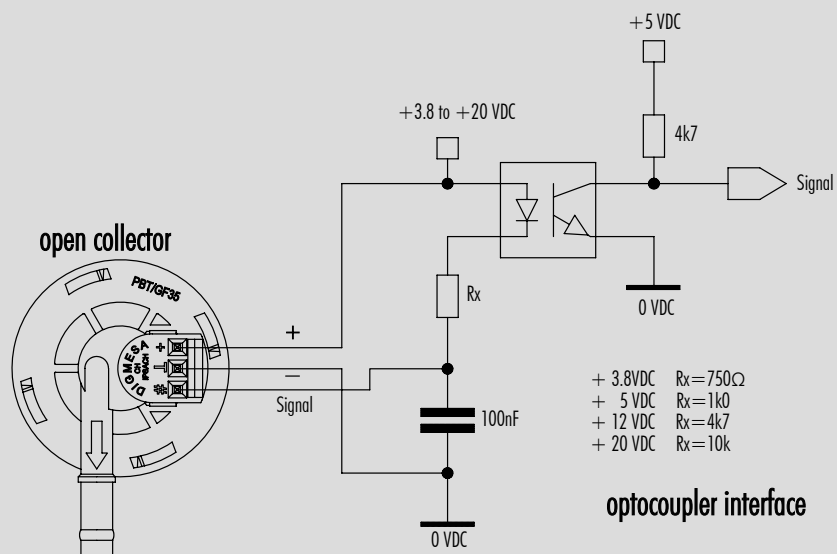 +5 VDC
+3.8 to +20 VDC
4k7
Signal
open collector
PBT/GF35
Rx
0 VDC
+
DIGMESA
CH
IPSACH
+
⊥
#
−
Signal
100nF
+ 3.8VDC Rx=750Ω
+ 5 VDC Rx=1k0
+ 12 VDC Rx=4k7
+ 20 VDC Rx=10k
optocoupler interface
0 VDC